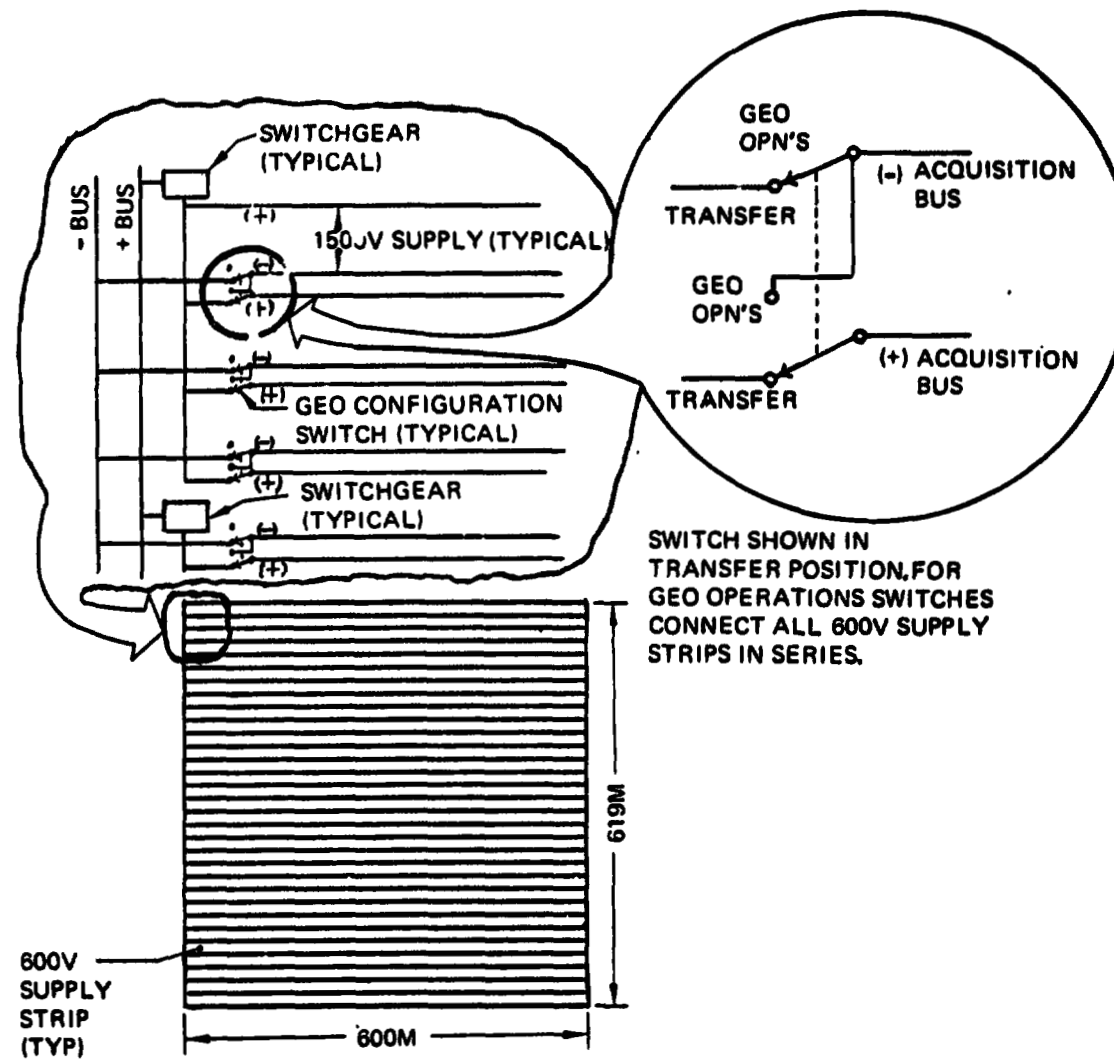 SWITCHGEAR
(TYPICAL)
- BUS
+ BUS
(+)
SUPPLY (TYPICAL)
(-)
(+)
(-)
(+)
GEO CONFIGURATION
SWITCH (TYPICAL)
(-)
(+)
SWITCHGEAR
(TYPICAL)
(-)
(+)
GEO
OPN'S
(-) ACQUISITION
BUS
TRANSFER
GEO
OPN'S
(+) ACQUISITION
BUS
TRANSFER
SWITCH SHOWN IN
TRANSFER POSITION. FOR
GEO OPERATIONS SWITCHES
CONNECT ALL 600V SUPPLY
STRIPS IN SERIES.
619M
600V
SUPPLY
STRIP
(TYP)
600M